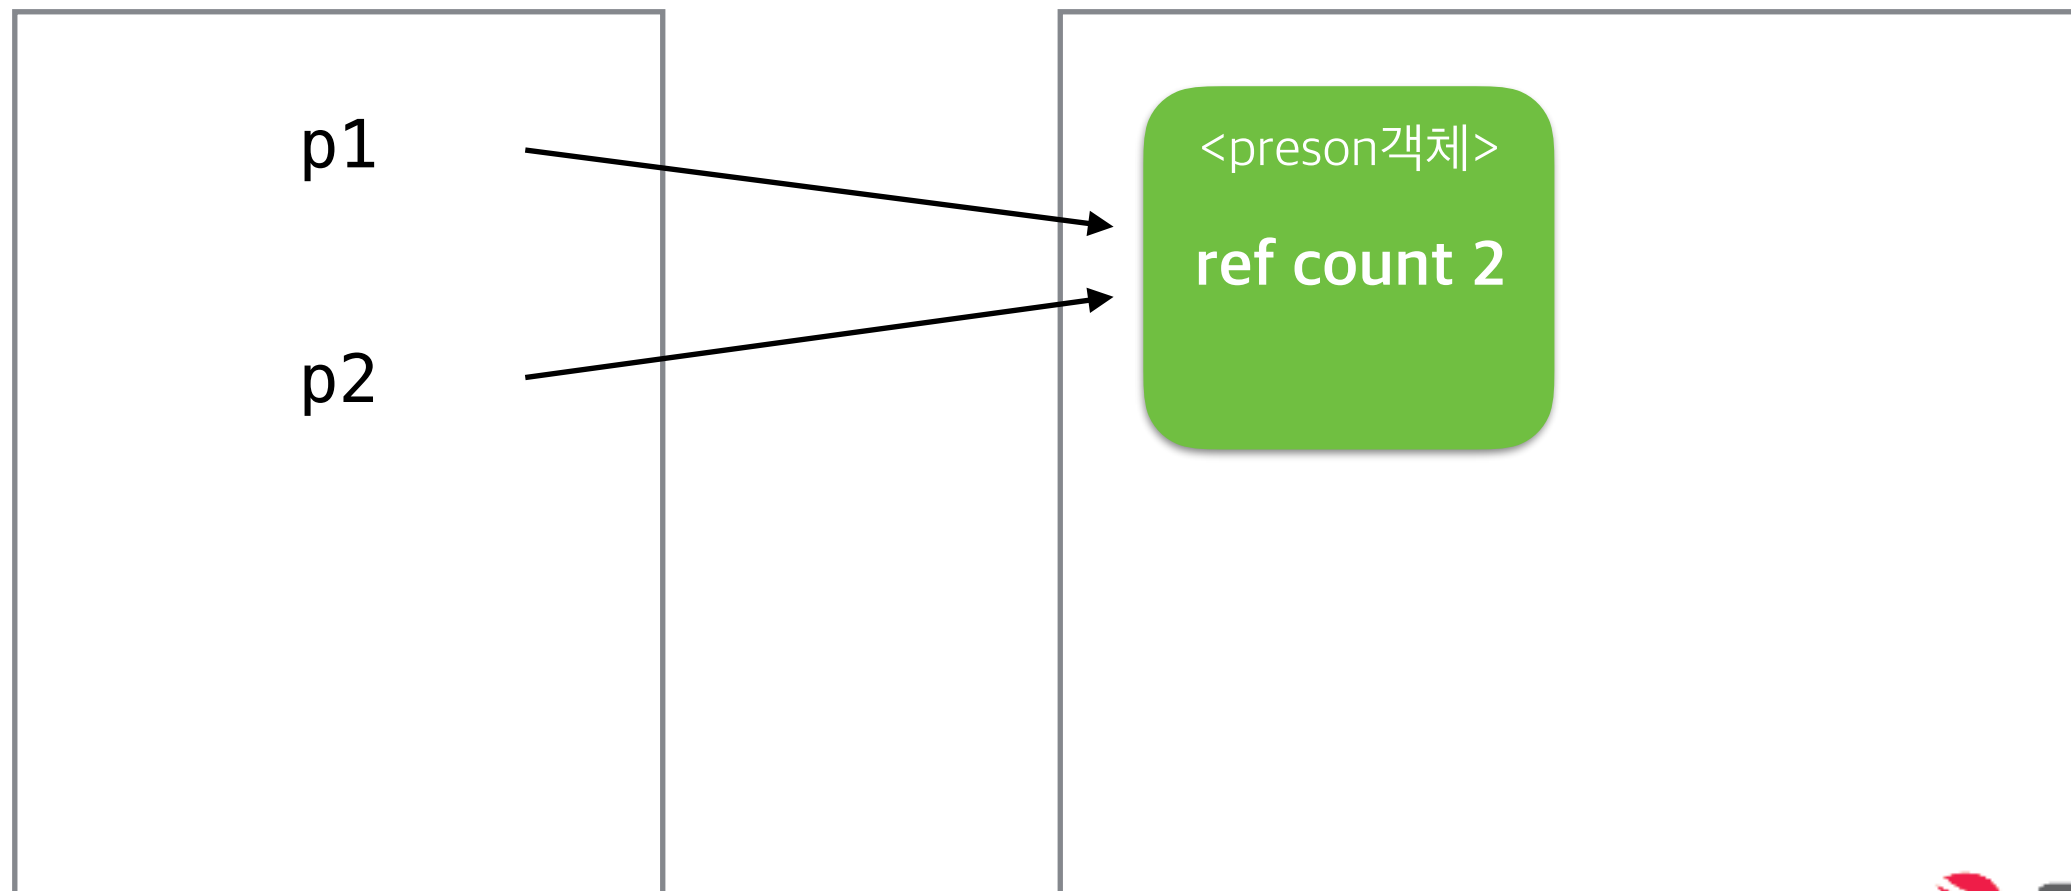 p1
<preson객체>
ref count 2
p2